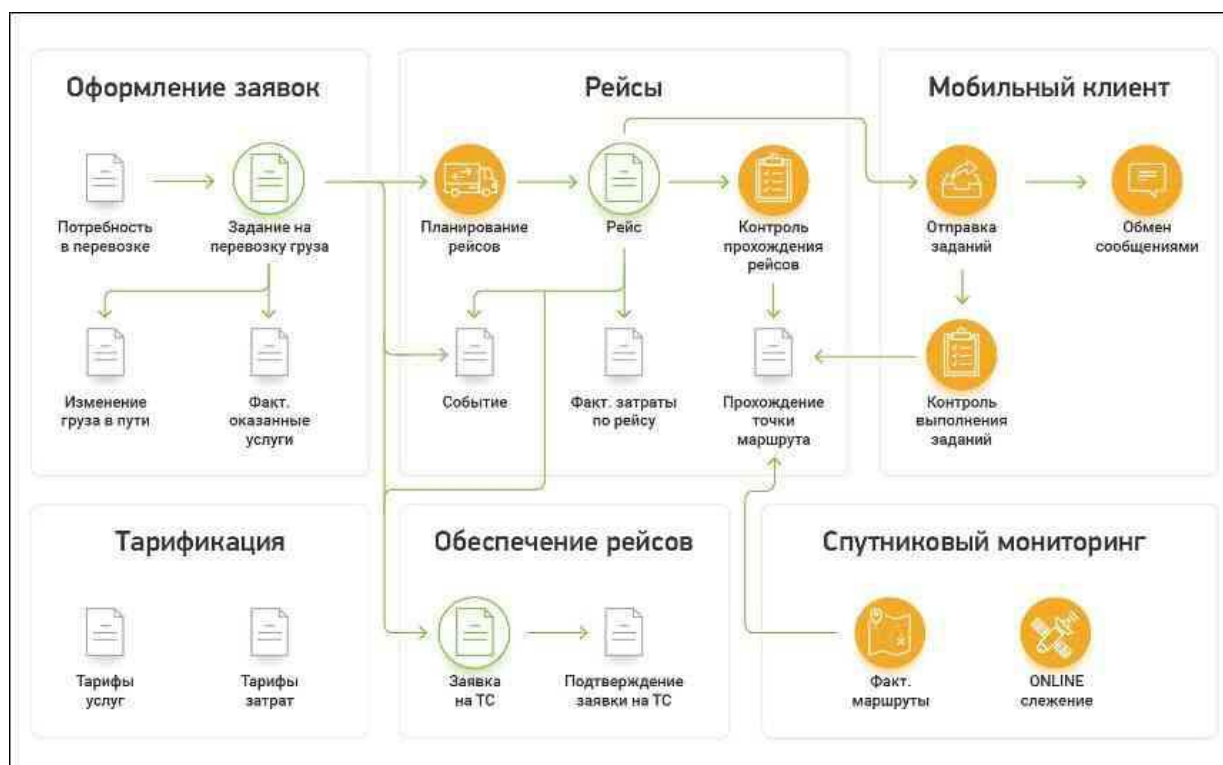 Оформление заявок
Потребность
в перевозке
Задание на
перевозку груза
Изменение
груза в пути
Факт.
оказанные
услуги
Рейсы
Планирование
рейсов
Рейс
Контроль
прохождения
рейсов
Событие
Факт. затраты
по рейсу
Прохождение
точки
маршрута
Мобильный клиент
Отправка
заданий
Обмен
сообщениями
Контроль
выполнения
заданий
Тарификация
Тарифы
услуг
Тарифы
затрат
Обеспечение рейсов
Заявка
на ТС
Подтверждение
заявки на ТС
Спутниковый мониторинг
Факт.
маршруты
ONLINE
слежение